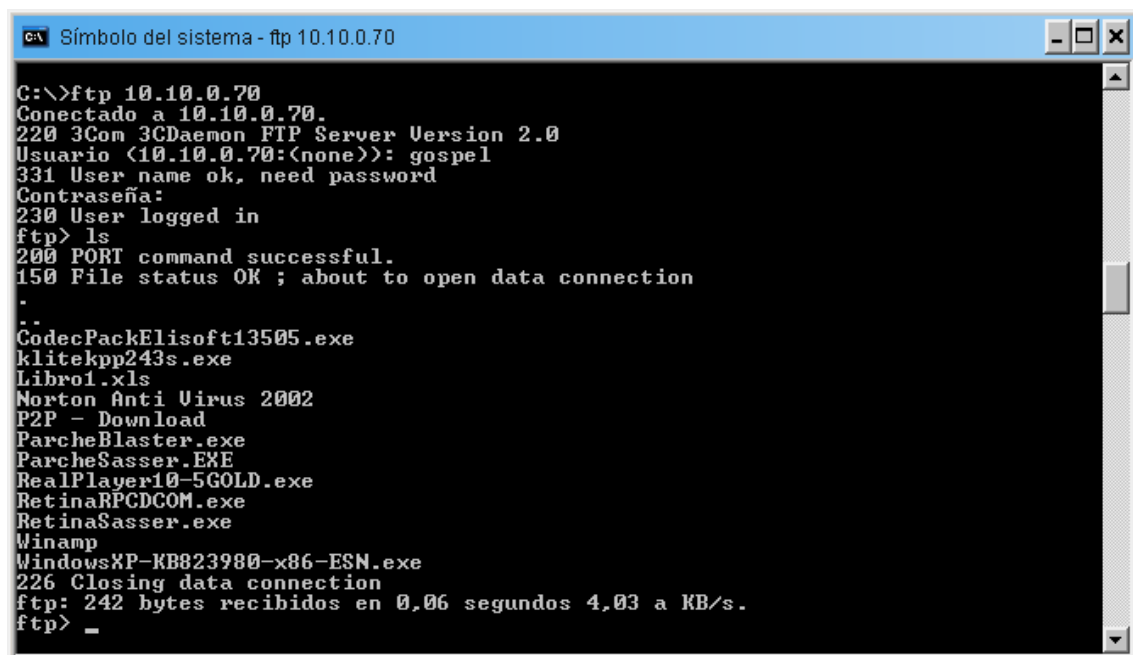 Símbolo del sistema - ftp 10.10.0.70
C:\>ftp 10.10.0.70
Conectado a 10.10.0.70.
220 3Com 3CDaemon FTP Server Version 2.0
Usuario (10.10.0.70:(none)): gospel
331 User name ok, need password
Contraseña:
230 User logged in
ftp> ls
200 PORT command successful.
150 File status OK ; about to open data connection
.
..
CodecPackElisoft13505.exe
klitekpp243s.exe
Libro1.xls
Norton Anti Virus 2002
P2P - Download
ParcheBlaster.exe
ParcheSasser.EXE
RealPlayer10-5GOLD.exe
RetinaRPCDCOM.exe
RetinaSasser.exe
Winamp
WindowsXP-KB823980-x86-ESN.exe
226 Closing data connection
ftp: 242 bytes recibidos en 0,06 segundos 4,03 a KB/s.
ftp> _